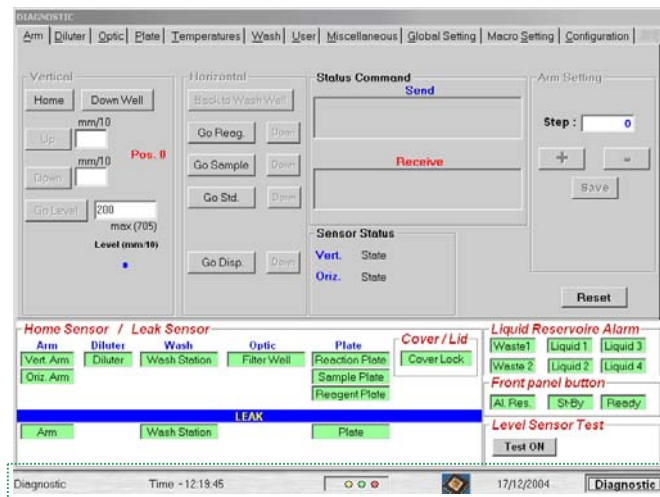 DIAGNOSTIC
Arm Diluter Optic Plate Temperatures Wash User Miscellaneous Global Setting Macro Setting Configuration
Vertical
Home Down Well
mm/10
Up
mm/10
Pos. 0
Down
Go Level 200
max (705)
Level (mm/10)
Horizontal
Back to Wash Well
Go Reag. Down
Go Sample Down
Go Std. Down
Go Disp. Down
Status Command
Send
Receive
Sensor Status
Vert. State
Oriz. State
Arm Setting
Step : 0
+ -
Save
Reset
Home Sensor / Leak Sensor
Arm Diluter Wash Optic Plate
Vert. Arm Diluter Wash Station Filter Well Reaction Plate
Oriz. Arm Sample Plate
Reagent Plate
LEAK
Arm Wash Station Plate
Cover / Lid
Cover Lock
Liquid Reservoire Alarm
Waste1 Liquid 1 Liquid 3
Waste 2 Liquid 2 Liquid 4
Front panel button
Al. Res. St-By Ready
Level Sensor Test
Test ON
Diagnostic Time - 12:19:45 17/12/2004 Diagnostic